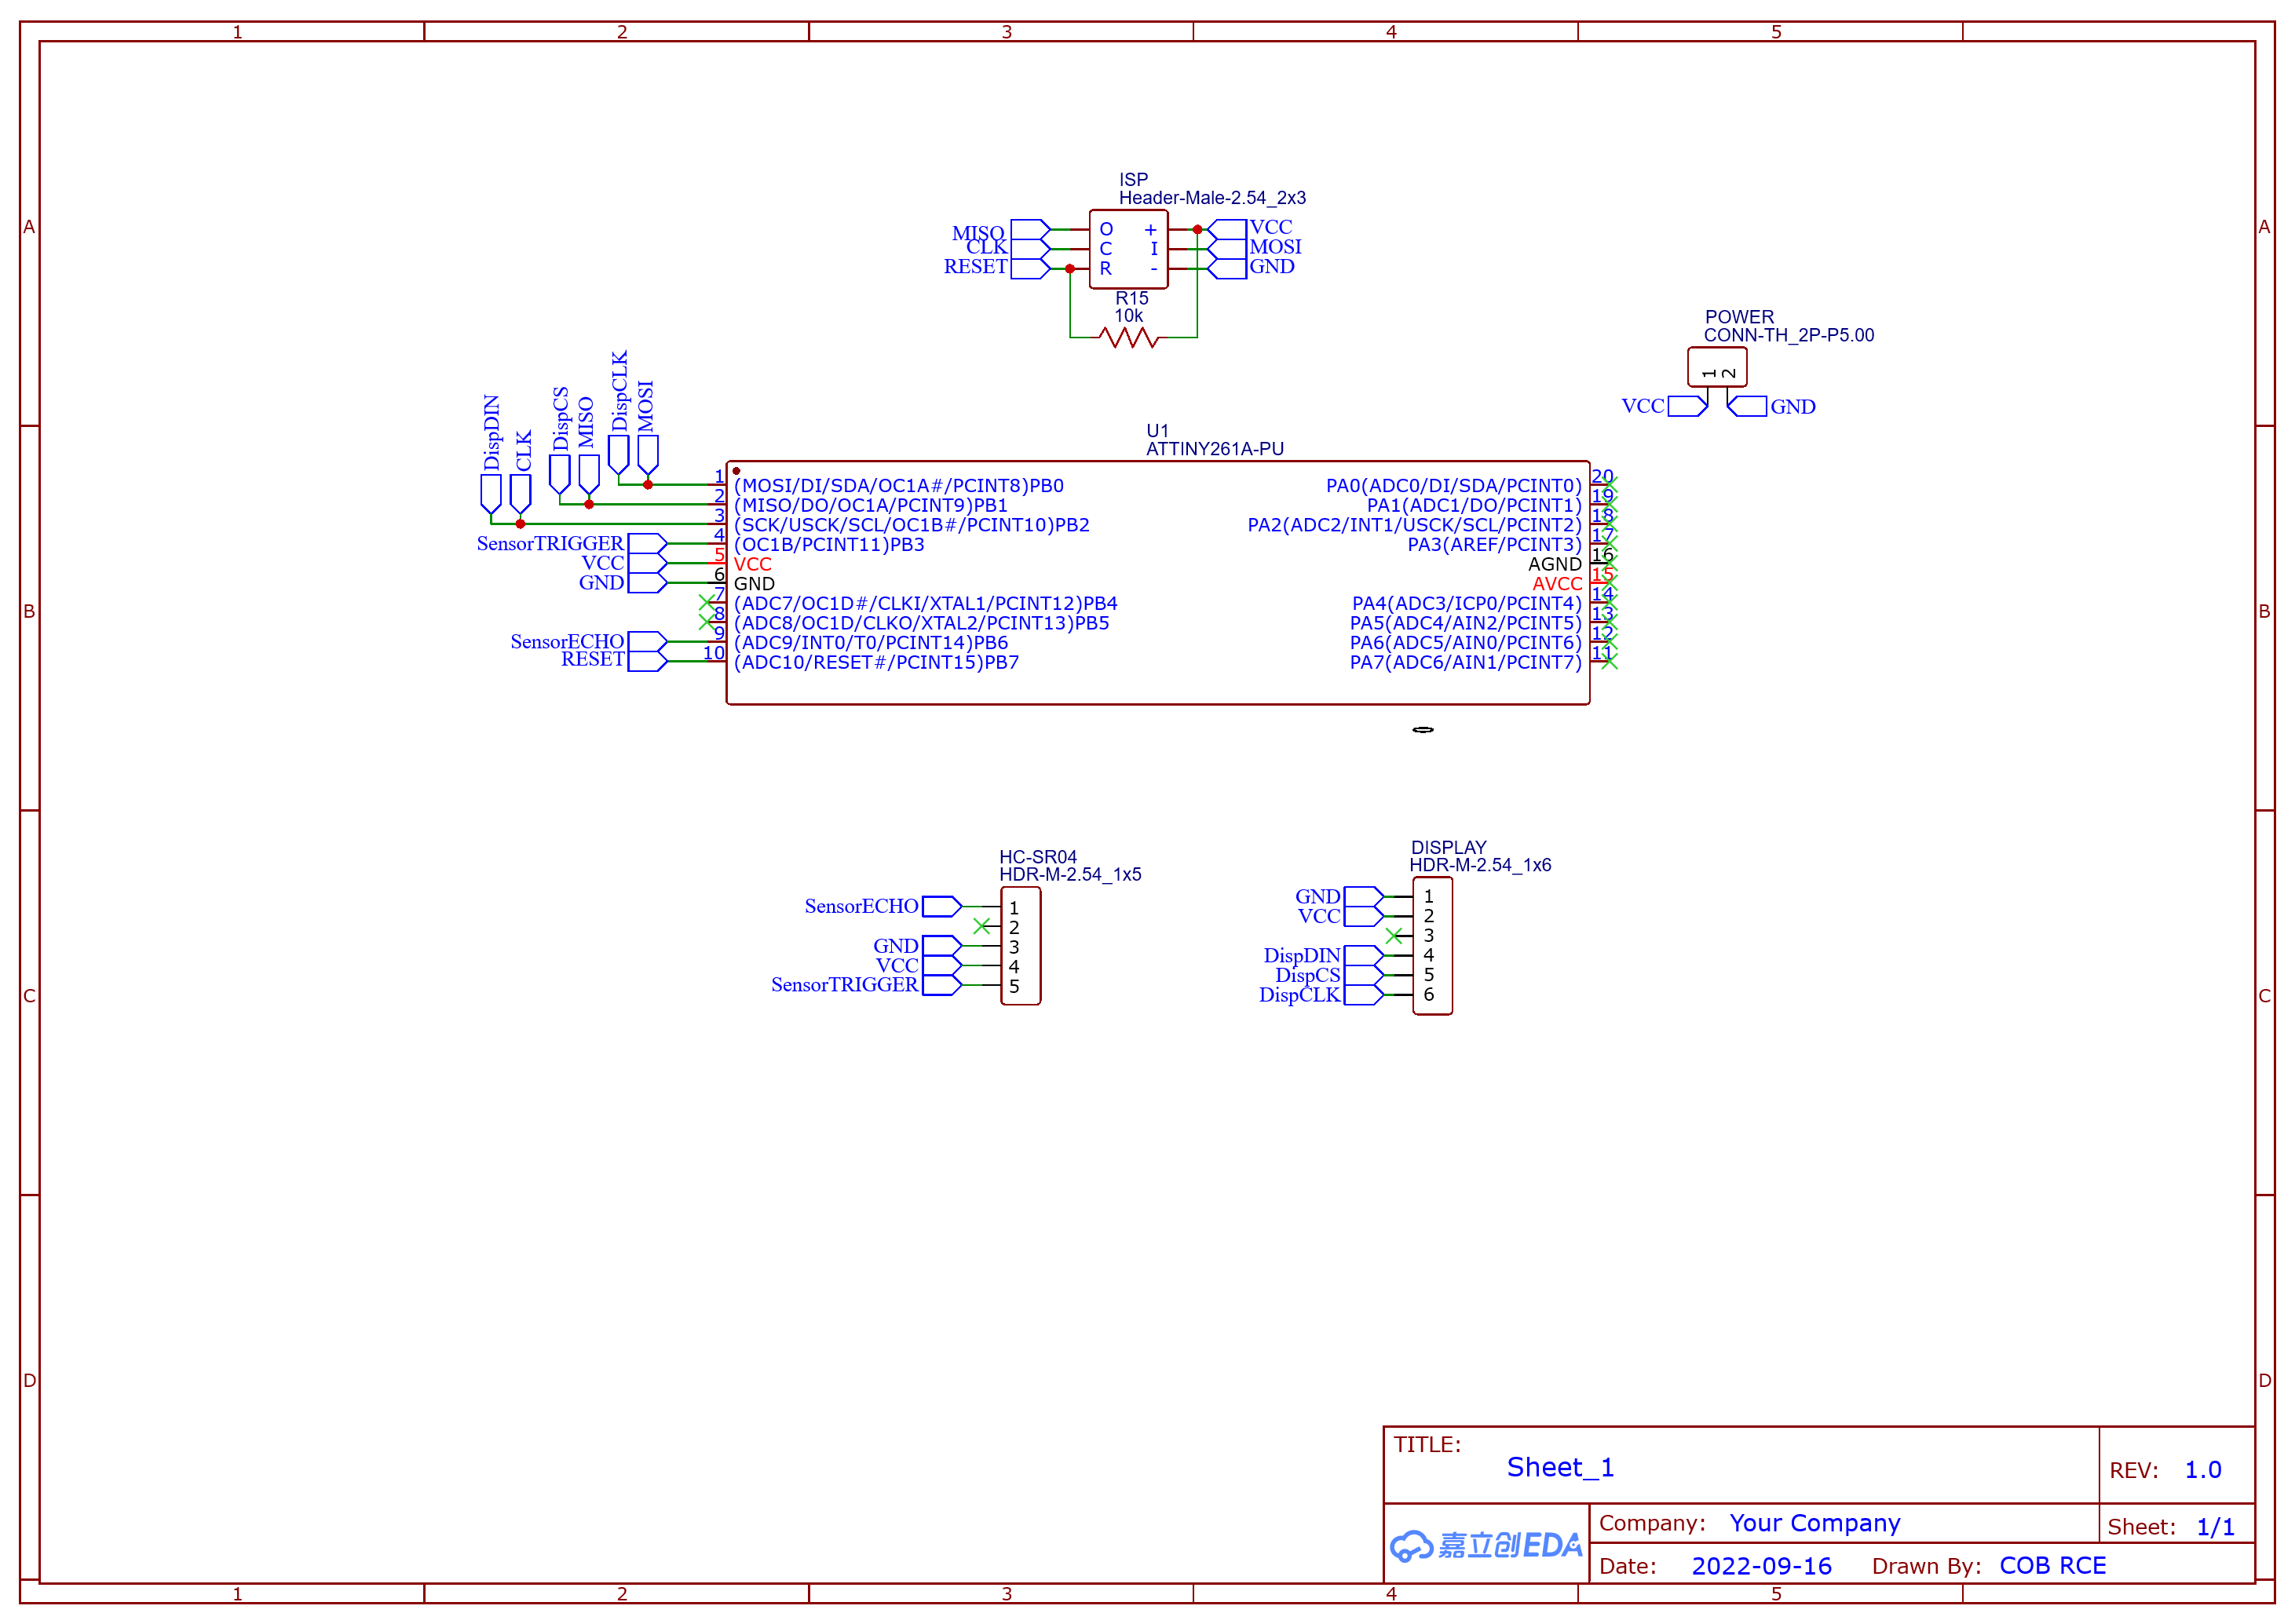 1 2 3 4 5
A A
B B
C C
D D
ISP
Header-Male-2.54_2x3
MISO O + VCC
CLK C I MOSI
RESET R - GND
R15
10k
POWER
CONN-TH_2P-P5.00
1 2
VCC GND
DispDIN
CLK
DispCS
MISO
DispCLK
MOSI
U1
ATTINY261A-PU
1 (MOSI/DI/SDA/OC1A#/PCINT8)PB0 PA0(ADC0/DI/SDA/PCINT0) 20
2 (MISO/DO/OC1A/PCINT9)PB1 PA1(ADC1/DO/PCINT1) 19
3 (SCK/USCK/SCL/OC1B#/PCINT10)PB2 PA2(ADC2/INT1/USCK/SCL/PCINT2) 18
SensorTRIGGER 4 (OC1B/PCINT11)PB3 PA3(AREF/PCINT3) 17
VCC 5 VCC AGND 16
GND 6 GND AVCC 15
7 (ADC7/OC1D#/CLKI/XTAL1/PCINT12)PB4 PA4(ADC3/ICP0/PCINT4) 14
8 (ADC8/OC1D/CLKO/XTAL2/PCINT13)PB5 PA5(ADC4/AIN2/PCINT5) 13
SensorECHO 9 (ADC9/INT0/T0/PCINT14)PB6 PA6(ADC5/AIN0/PCINT6) 12
RESET 10 (ADC10/RESET#/PCINT15)PB7 PA7(ADC6/AIN1/PCINT7) 11
HC-SR04
HDR-M-2.54_1x5
SensorECHO 1
2
GND 3
VCC 4
SensorTRIGGER 5
DISPLAY
HDR-M-2.54_1x6
GND 1
VCC 2
3
DispDIN 4
DispCS 5
DispCLK 6
TITLE:
Sheet_1
REV: 1.0
嘉立创EDA
Company: Your Company
Sheet: 1/1
Date: 2022-09-16 Drawn By: COB RCE
1 2 3 4 5